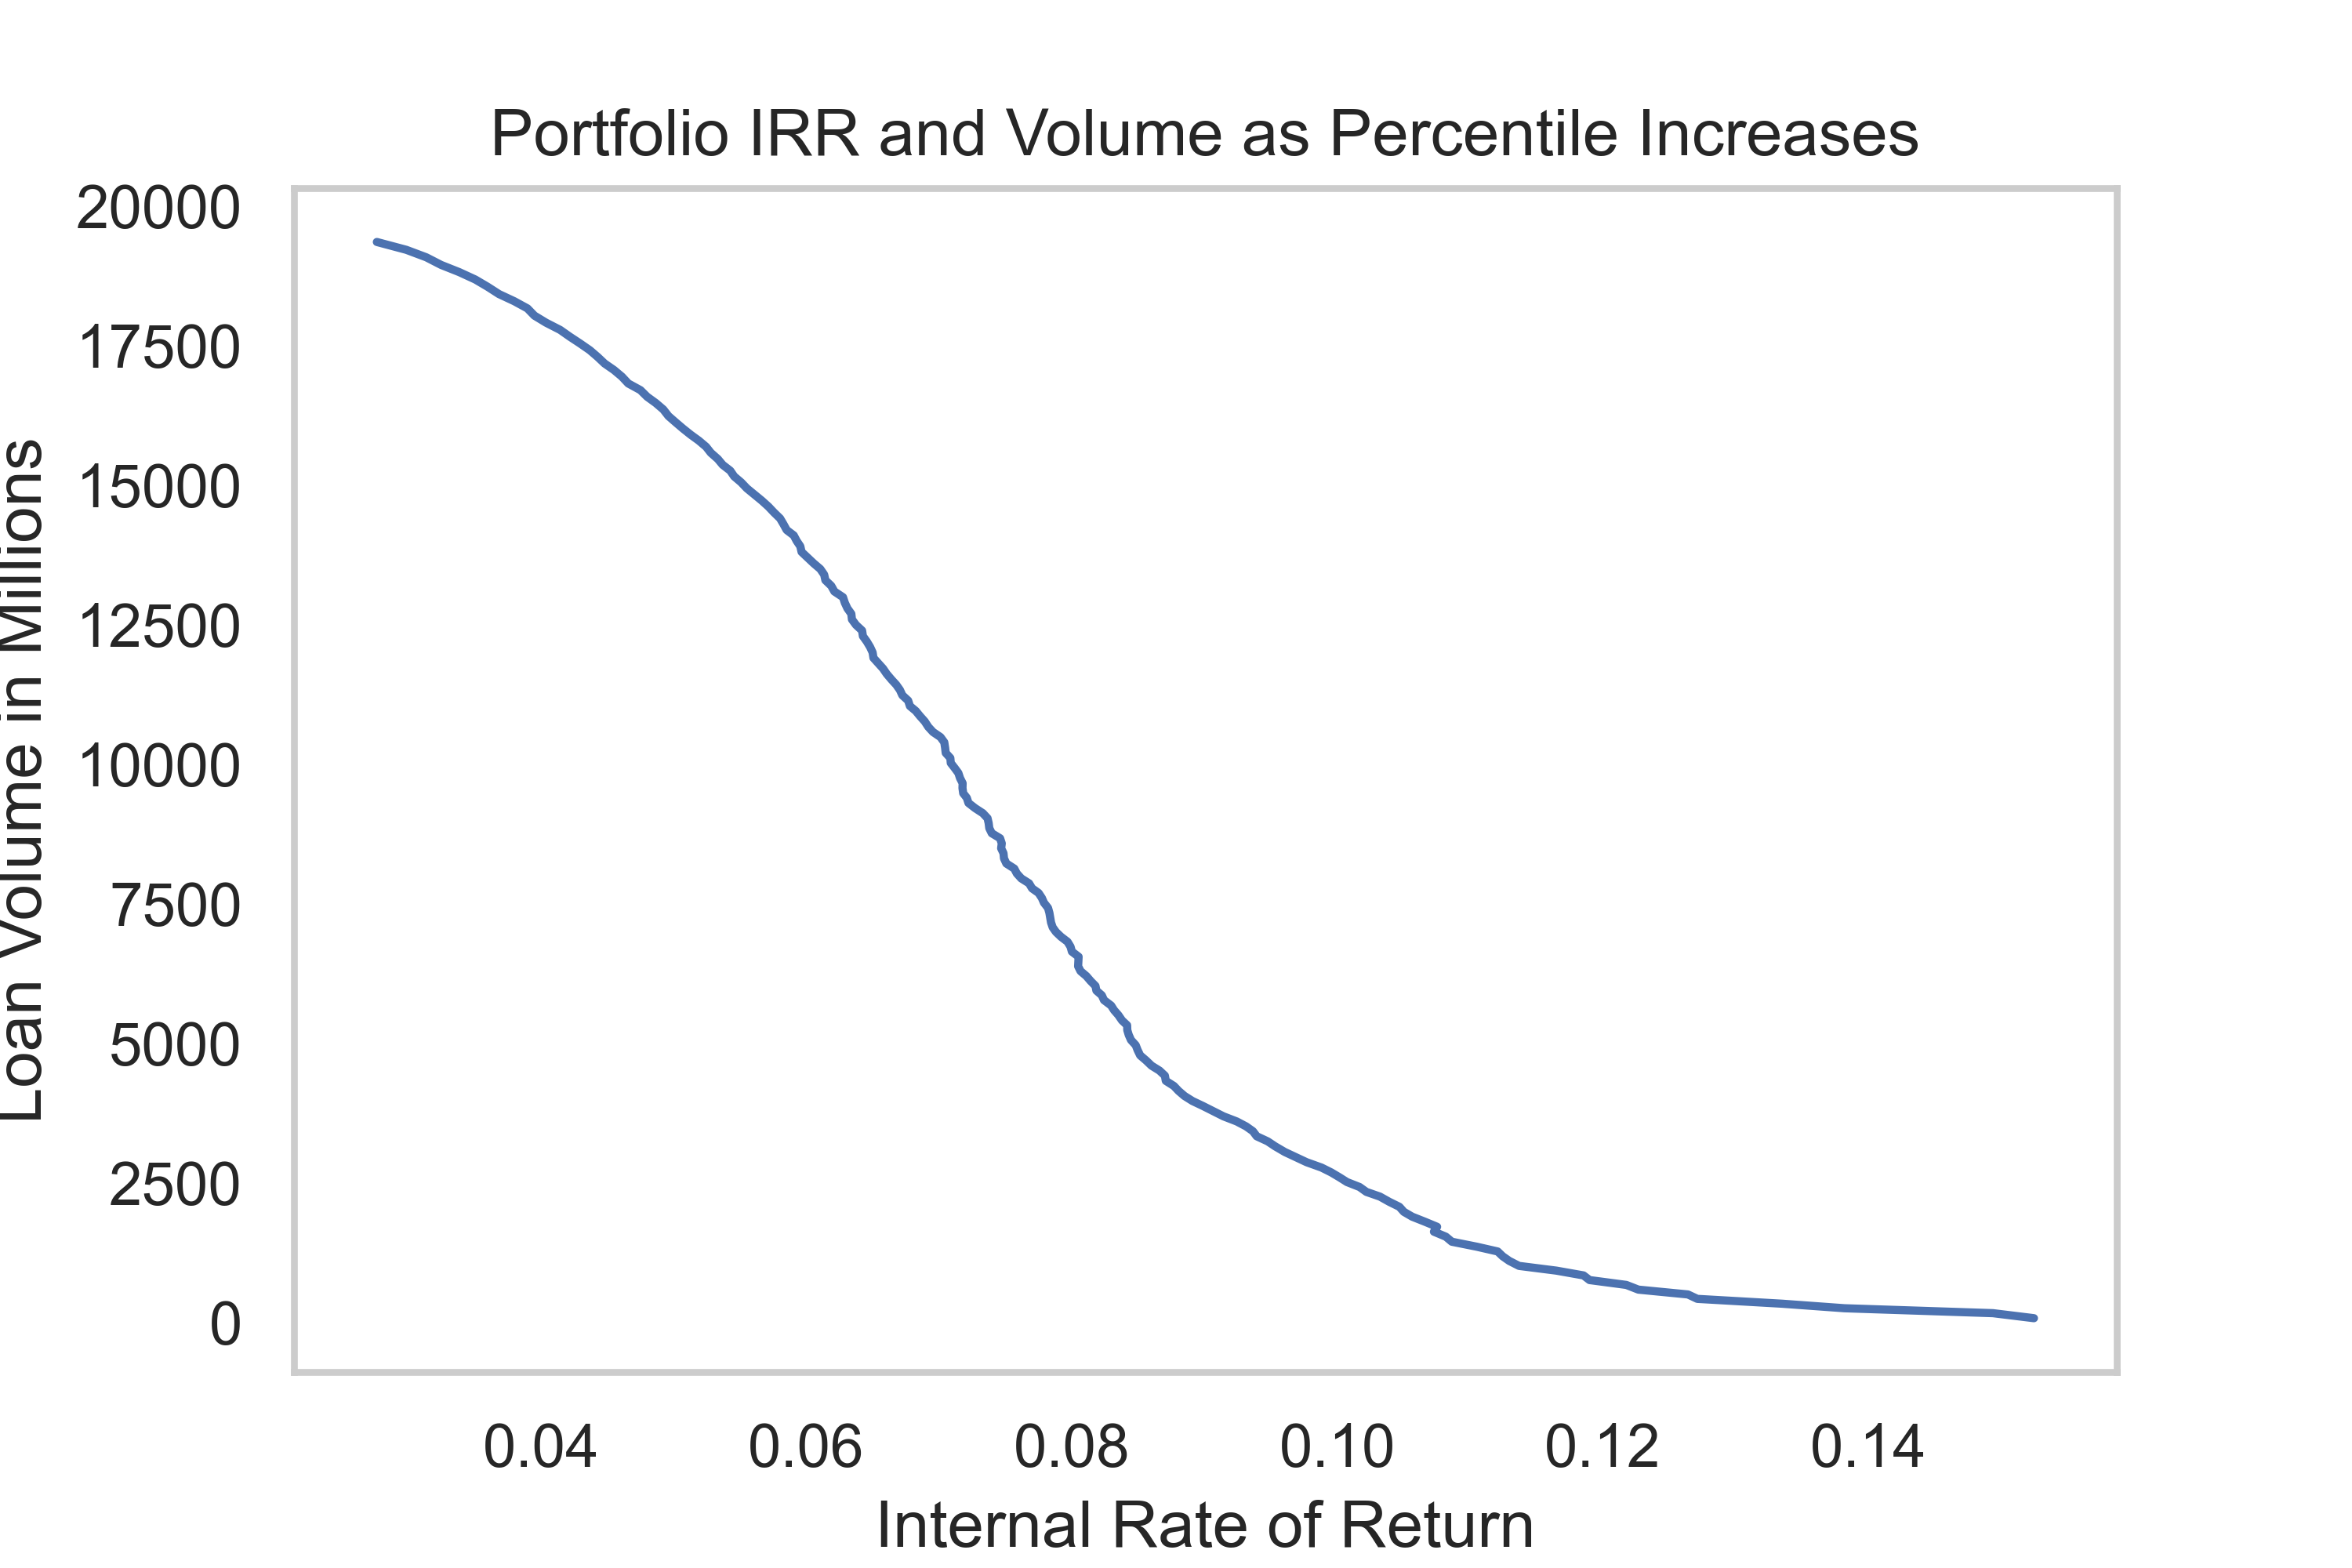 Portfolio IRR and Volume as Percentile Increases
20000
17500
15000
12500
10000
7500
5000
2500
0
Loan Volume in Millions
0.04 0.06 0.08 0.10 0.12 0.14
Internal Rate of Return